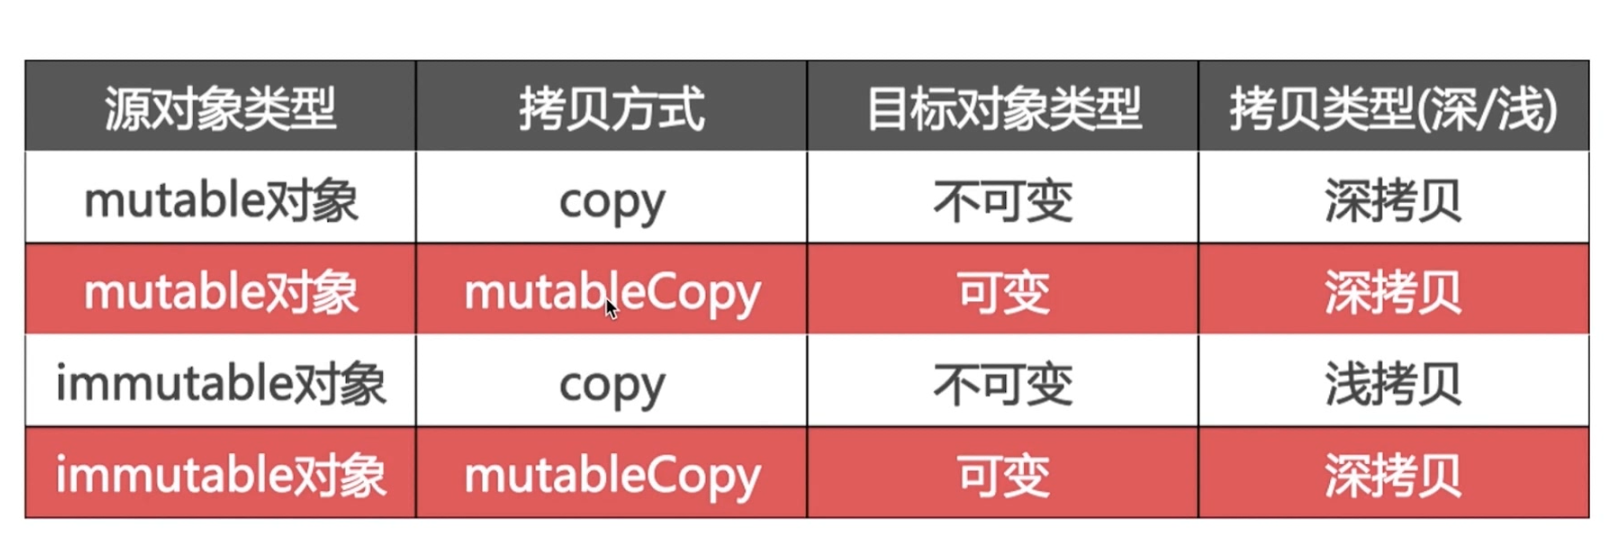 源对象类型 拷贝方式 目标对象类型 拷贝类型(深/浅)
mutable对象 copy 不可变 深拷贝
mutable对象 mutableCopy 可变 深拷贝
immutable对象 copy 不可变 浅拷贝
immutable对象 mutableCopy 可变 深拷贝